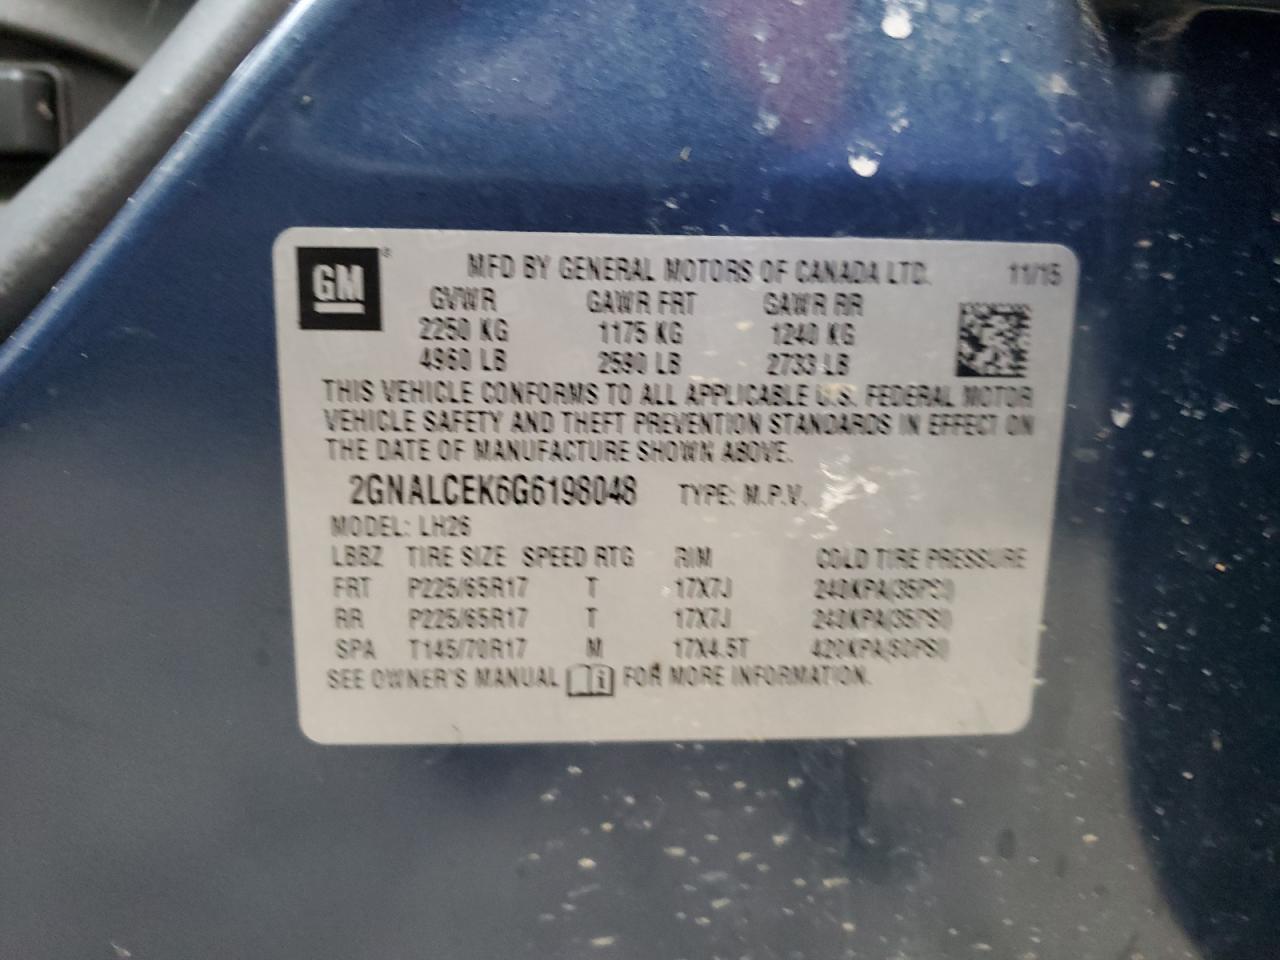 GM®
MFD BY GENERAL MOTORS OF CANADA LTD. 11/15
GVWR GAWR FRT GAWR RR
2250 KG 1175 KG 1240 KG
4960 LB 2590 LB 2733 LB
THIS VEHICLE CONFORMS TO ALL APPLICABLE U.S. FEDERAL MOTOR
VEHICLE SAFETY AND THEFT PREVENTION STANDARDS IN EFFECT ON
THE DATE OF MANUFACTURE SHOWN ABOVE.
2GNALCEK6G6198048 TYPE: M.P.V.
MODEL: LH26
LBBZ TIRE SIZE SPEED RTG RIM COLD TIRE PRESSURE
FRT P225/65R17 T 17X7J 240KPA(35PSI)
RR P225/65R17 T 17X7J 240KPA(35PSI)
SPA T145/70R17 M 17X4.5T 420KPA(60PSI)
SEE OWNER'S MANUAL FOR MORE INFORMATION.